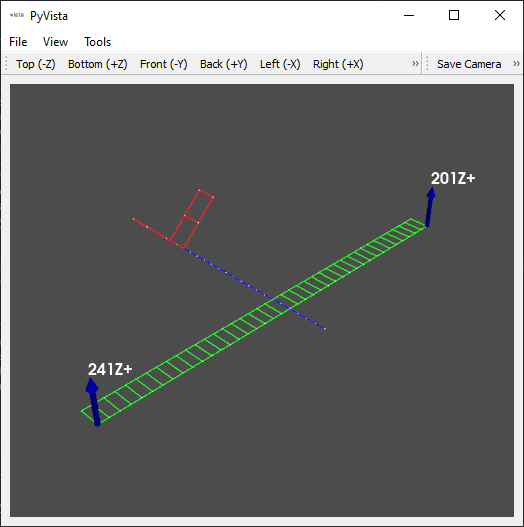 PyVista
File View Tools
Top (-Z) Bottom (+Z) Front (-Y) Back (+Y) Left (-X) Right (+X) » Save Camera »
201Z+
241Z+